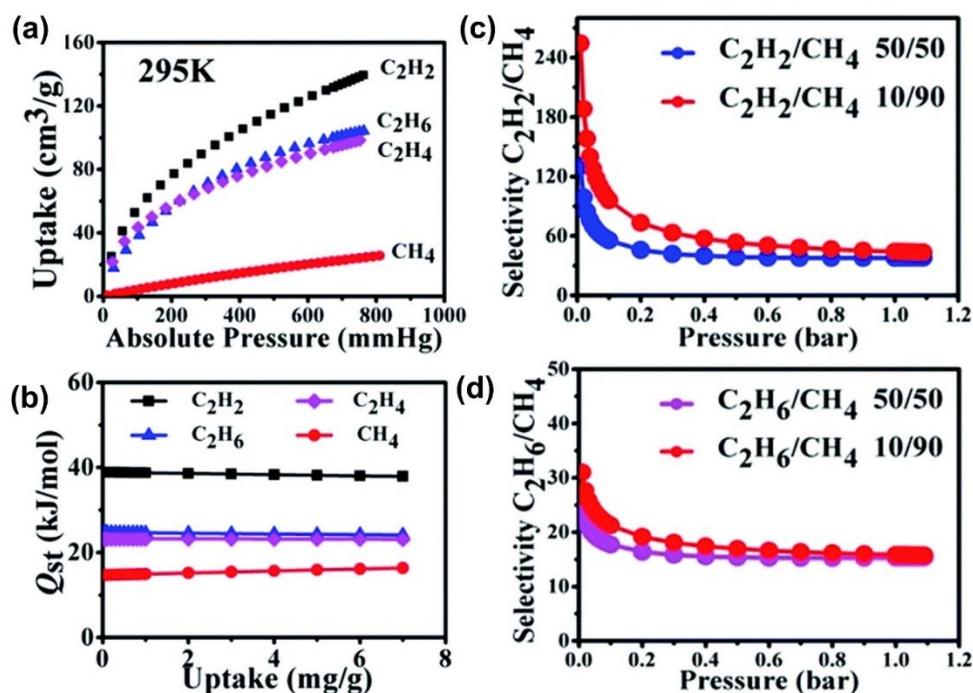 (a)
160
120
80
40
0
Uptake (cm³/g)
295K
C₂H₂
C₂H₆
C₂H₄
CH₄
0 200 400 600 800 1000
Absolute Pressure (mmHg)
(b)
60
40
20
0
Qst (kJ/mol)
C₂H₂ C₂H₄
C₂H₆ CH₄
0 2 4 6 8
Uptake (mg/g)
(c)
240
180
120
60
0
Selectivity C₂H₂/CH₄
C₂H₂/CH₄ 50/50
C₂H₂/CH₄ 10/90
0.0 0.2 0.4 0.6 0.8 1.0 1.2
Pressure (bar)
(d)
50
40
30
20
10
0
Selectivity C₂H₆/CH₄
C₂H₆/CH₄ 50/50
C₂H₆/CH₄ 10/90
0.0 0.2 0.4 0.6 0.8 1.0 1.2
Pressure (bar)